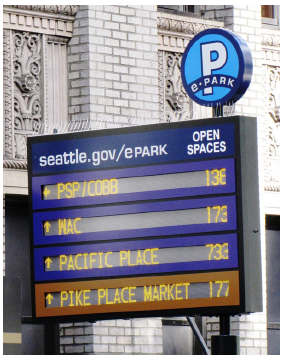 P
e•PARK
seattle.gov/ePARK
OPEN
SPACES
← PSP/COBB 136
↑ WAC 173
↑ PACIFIC PLACE 733
↑ PIKE PLACE MARKET 177